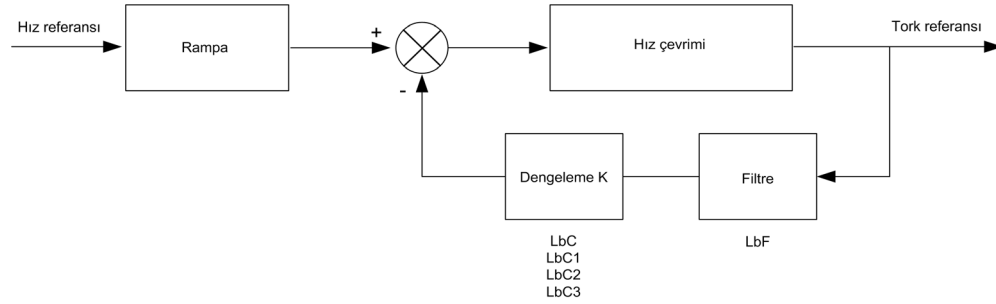 Hız referansı
Rampa
+
-
Hız çevrimi
Tork referansı
Dengeleme K
Filtre
LbC
LbC1
LbC2
LbC3
LbF